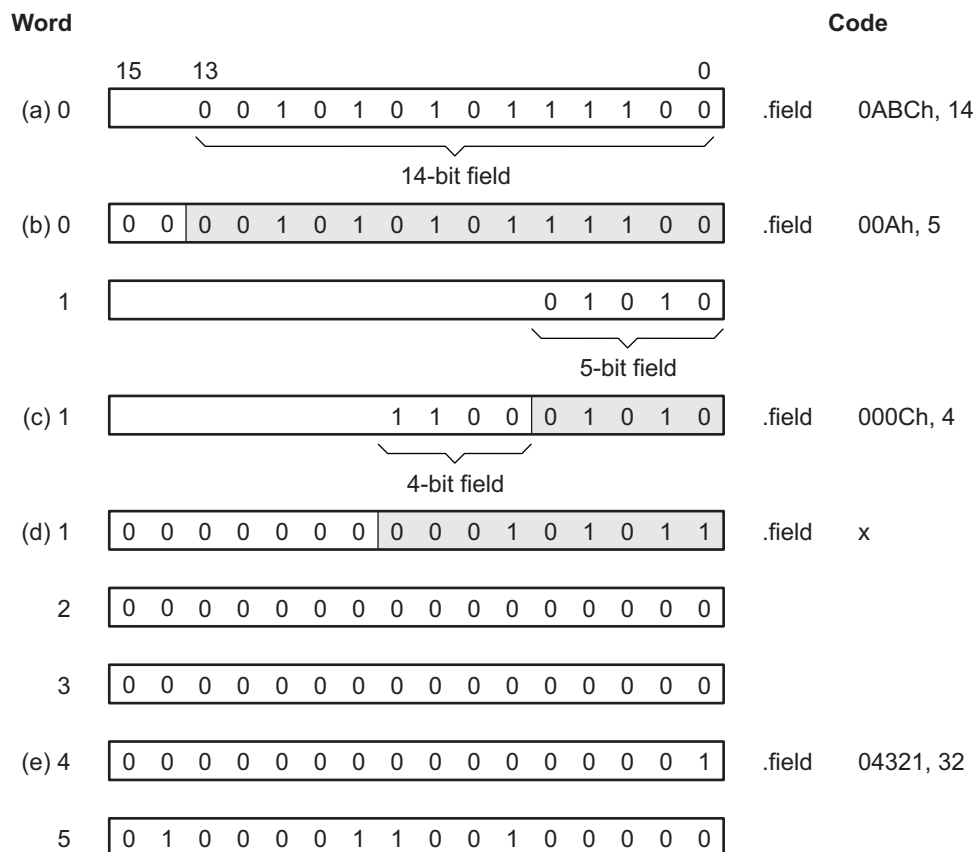 Word Code
15 13 0
(a) 0 0 0 1 0 1 0 1 0 1 1 1 1 0 0 .field 0ABCh, 14
14-bit field
(b) 0 0 0 0 0 1 0 1 0 1 0 1 1 1 1 0 0 .field 00Ah, 5
1 0 1 0 1 0
5-bit field
(c) 1 1 1 0 0 0 1 0 1 0 .field 000Ch, 4
4-bit field
(d) 1 0 0 0 0 0 0 0 0 0 0 1 0 1 0 1 1 .field x
2 0 0 0 0 0 0 0 0 0 0 0 0 0 0 0 0
3 0 0 0 0 0 0 0 0 0 0 0 0 0 0 0 0
(e) 4 0 0 0 0 0 0 0 0 0 0 0 0 0 0 0 1 .field 04321, 32
5 0 1 0 0 0 0 1 1 0 0 1 0 0 0 0 0